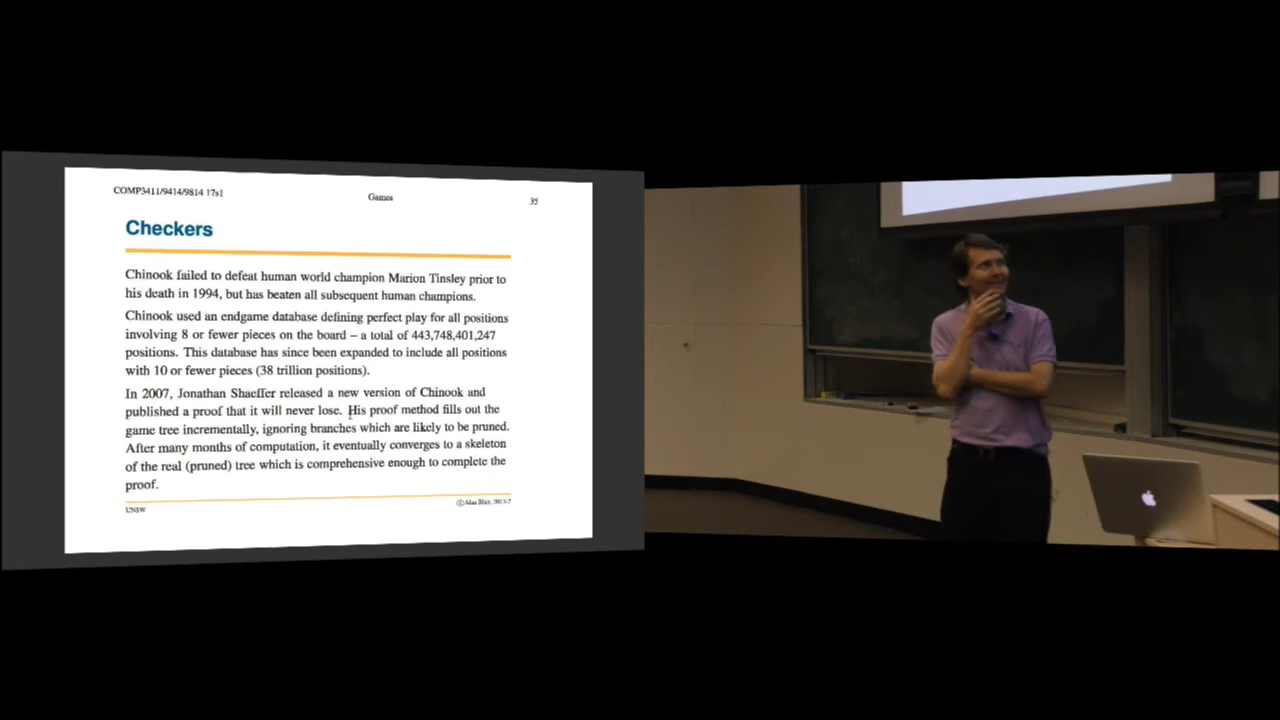 COMP3411/9414/9814 17s1
Games
35
Checkers
Chinook failed to defeat human world champion Marion Tinsley prior to
his death in 1994, but has beaten all subsequent human champions.
Chinook used an endgame database defining perfect play for all positions
involving 8 or fewer pieces on the board – a total of 443,748,401,247
positions. This database has since been expanded to include all positions
with 10 or fewer pieces (38 trillion positions).
In 2007, Jonathan Shaeffer released a new version of Chinook and
published a proof that it will never lose. His proof method fills out the
game tree incrementally, ignoring branches which are likely to be pruned.
After many months of computation, it eventually converges to a skeleton
of the real (pruned) tree which is comprehensive enough to complete the
proof.
UNSW
©Alan Blair, 2013-7